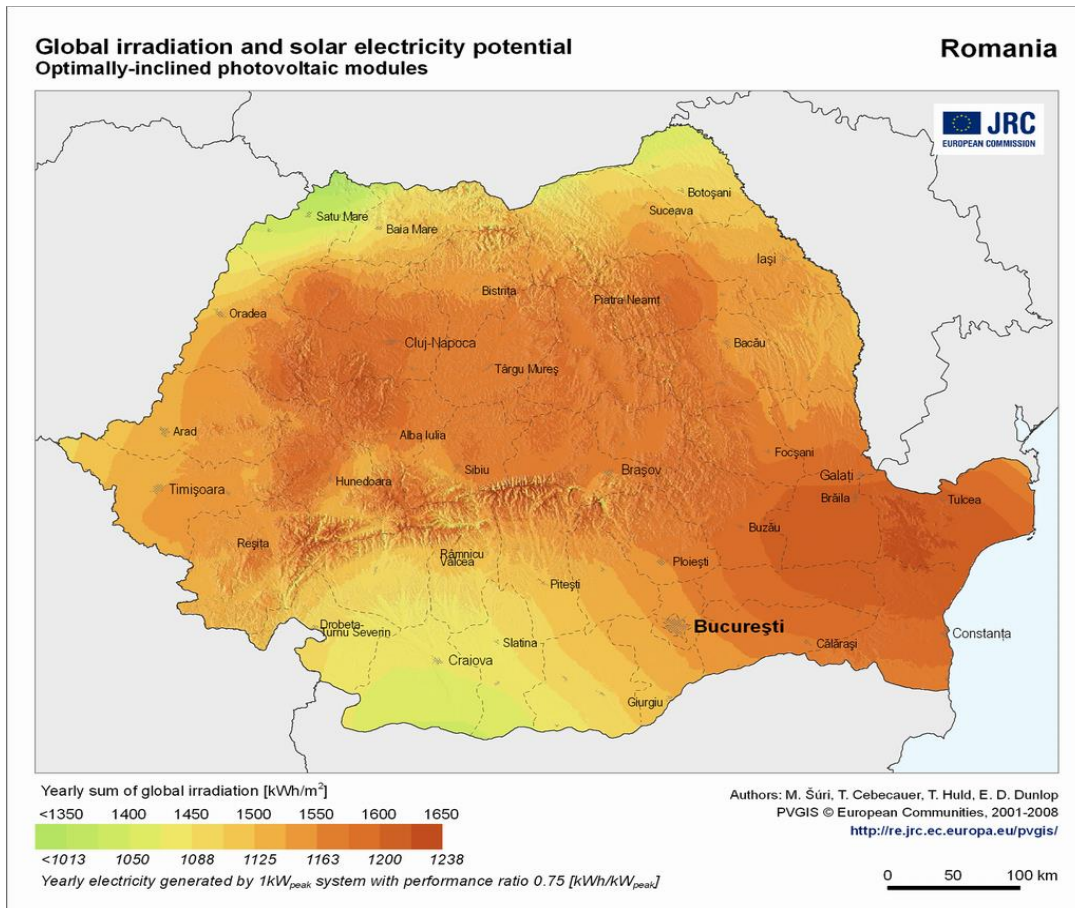 Global irradiation and solar electricity potential
Optimally-inclined photovoltaic modules
Romania
JRC
EUROPEAN COMMISSION
Botoşani
Satu Mare
Suceava
Baia Mare
Iaşi
Bistriţa
Piatra Neamţ
Oradea
Cluj-Napoca
Bacău
Târgu Mureş
Arad
Alba Iulia
Focşani
Sibiu
Braşov
Galaţi
Hunedoara
Timişoara
Brăila
Tulcea
Buzău
Reşiţa
Râmnicu
Vâlcea
Ploieşti
Piteşti
Drobeta-
Turnu Severin
Bucureşti
Constanţa
Slatina
Călăraşi
Craiova
Giurgiu
Yearly sum of global irradiation [kWh/m²]
<1350 1400 1450 1500 1550 1600 1650
<1013 1050 1088 1125 1163 1200 1238
Yearly electricity generated by 1kWpeak system with performance ratio 0.75 [kWh/kWpeak]
Authors: M. Šúri, T. Cebecauer, T. Huld, E. D. Dunlop
PVGIS © European Communities, 2001-2008
http://re.jrc.ec.europa.eu/pvgis/
0 50 100 km